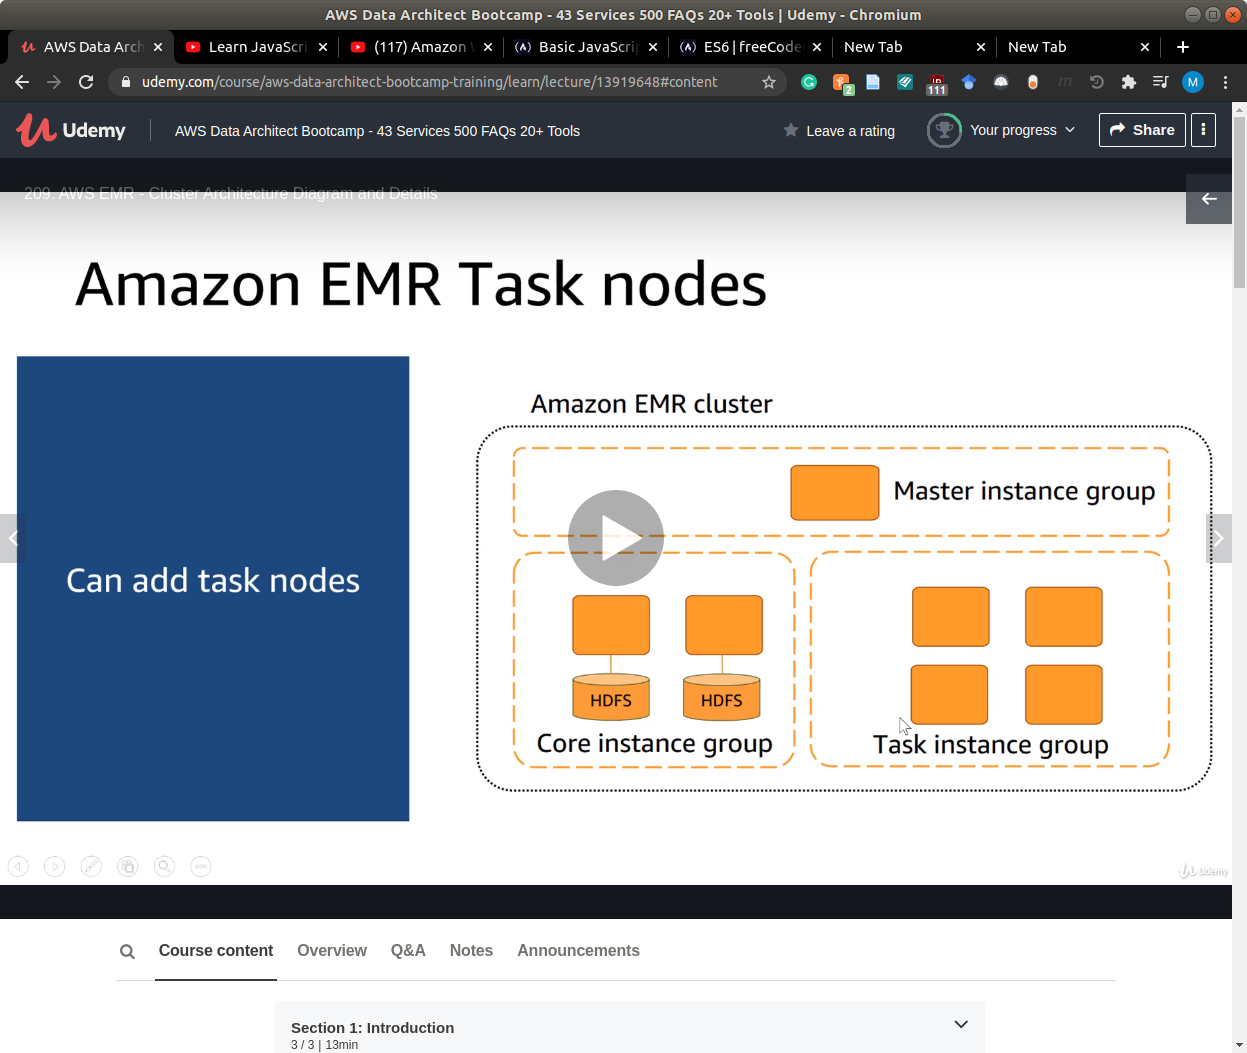 AWS Data Architect Bootcamp - 43 Services 500 FAQs 20+ Tools | Udemy - Chromium
AWS Data Arch
Learn JavaScri
(117) Amazon
Basic JavaScrip
ES6 | freeCode
New Tab
New Tab
udemy.com/course/aws-data-architect-bootcamp-training/learn/lecture/13919648#content
2
111
M
Udemy
AWS Data Architect Bootcamp - 43 Services 500 FAQs 20+ Tools
Leave a rating
Your progress
Share
209. AWS EMR - Cluster Architecture Diagram and Details
Amazon EMR Task nodes
Can add task nodes
Amazon EMR cluster
Master instance group
HDFS
HDFS
Core instance group
Task instance group
Udemy
Course content
Overview
Q&A
Notes
Announcements
Section 1: Introduction
3 / 3 | 13min